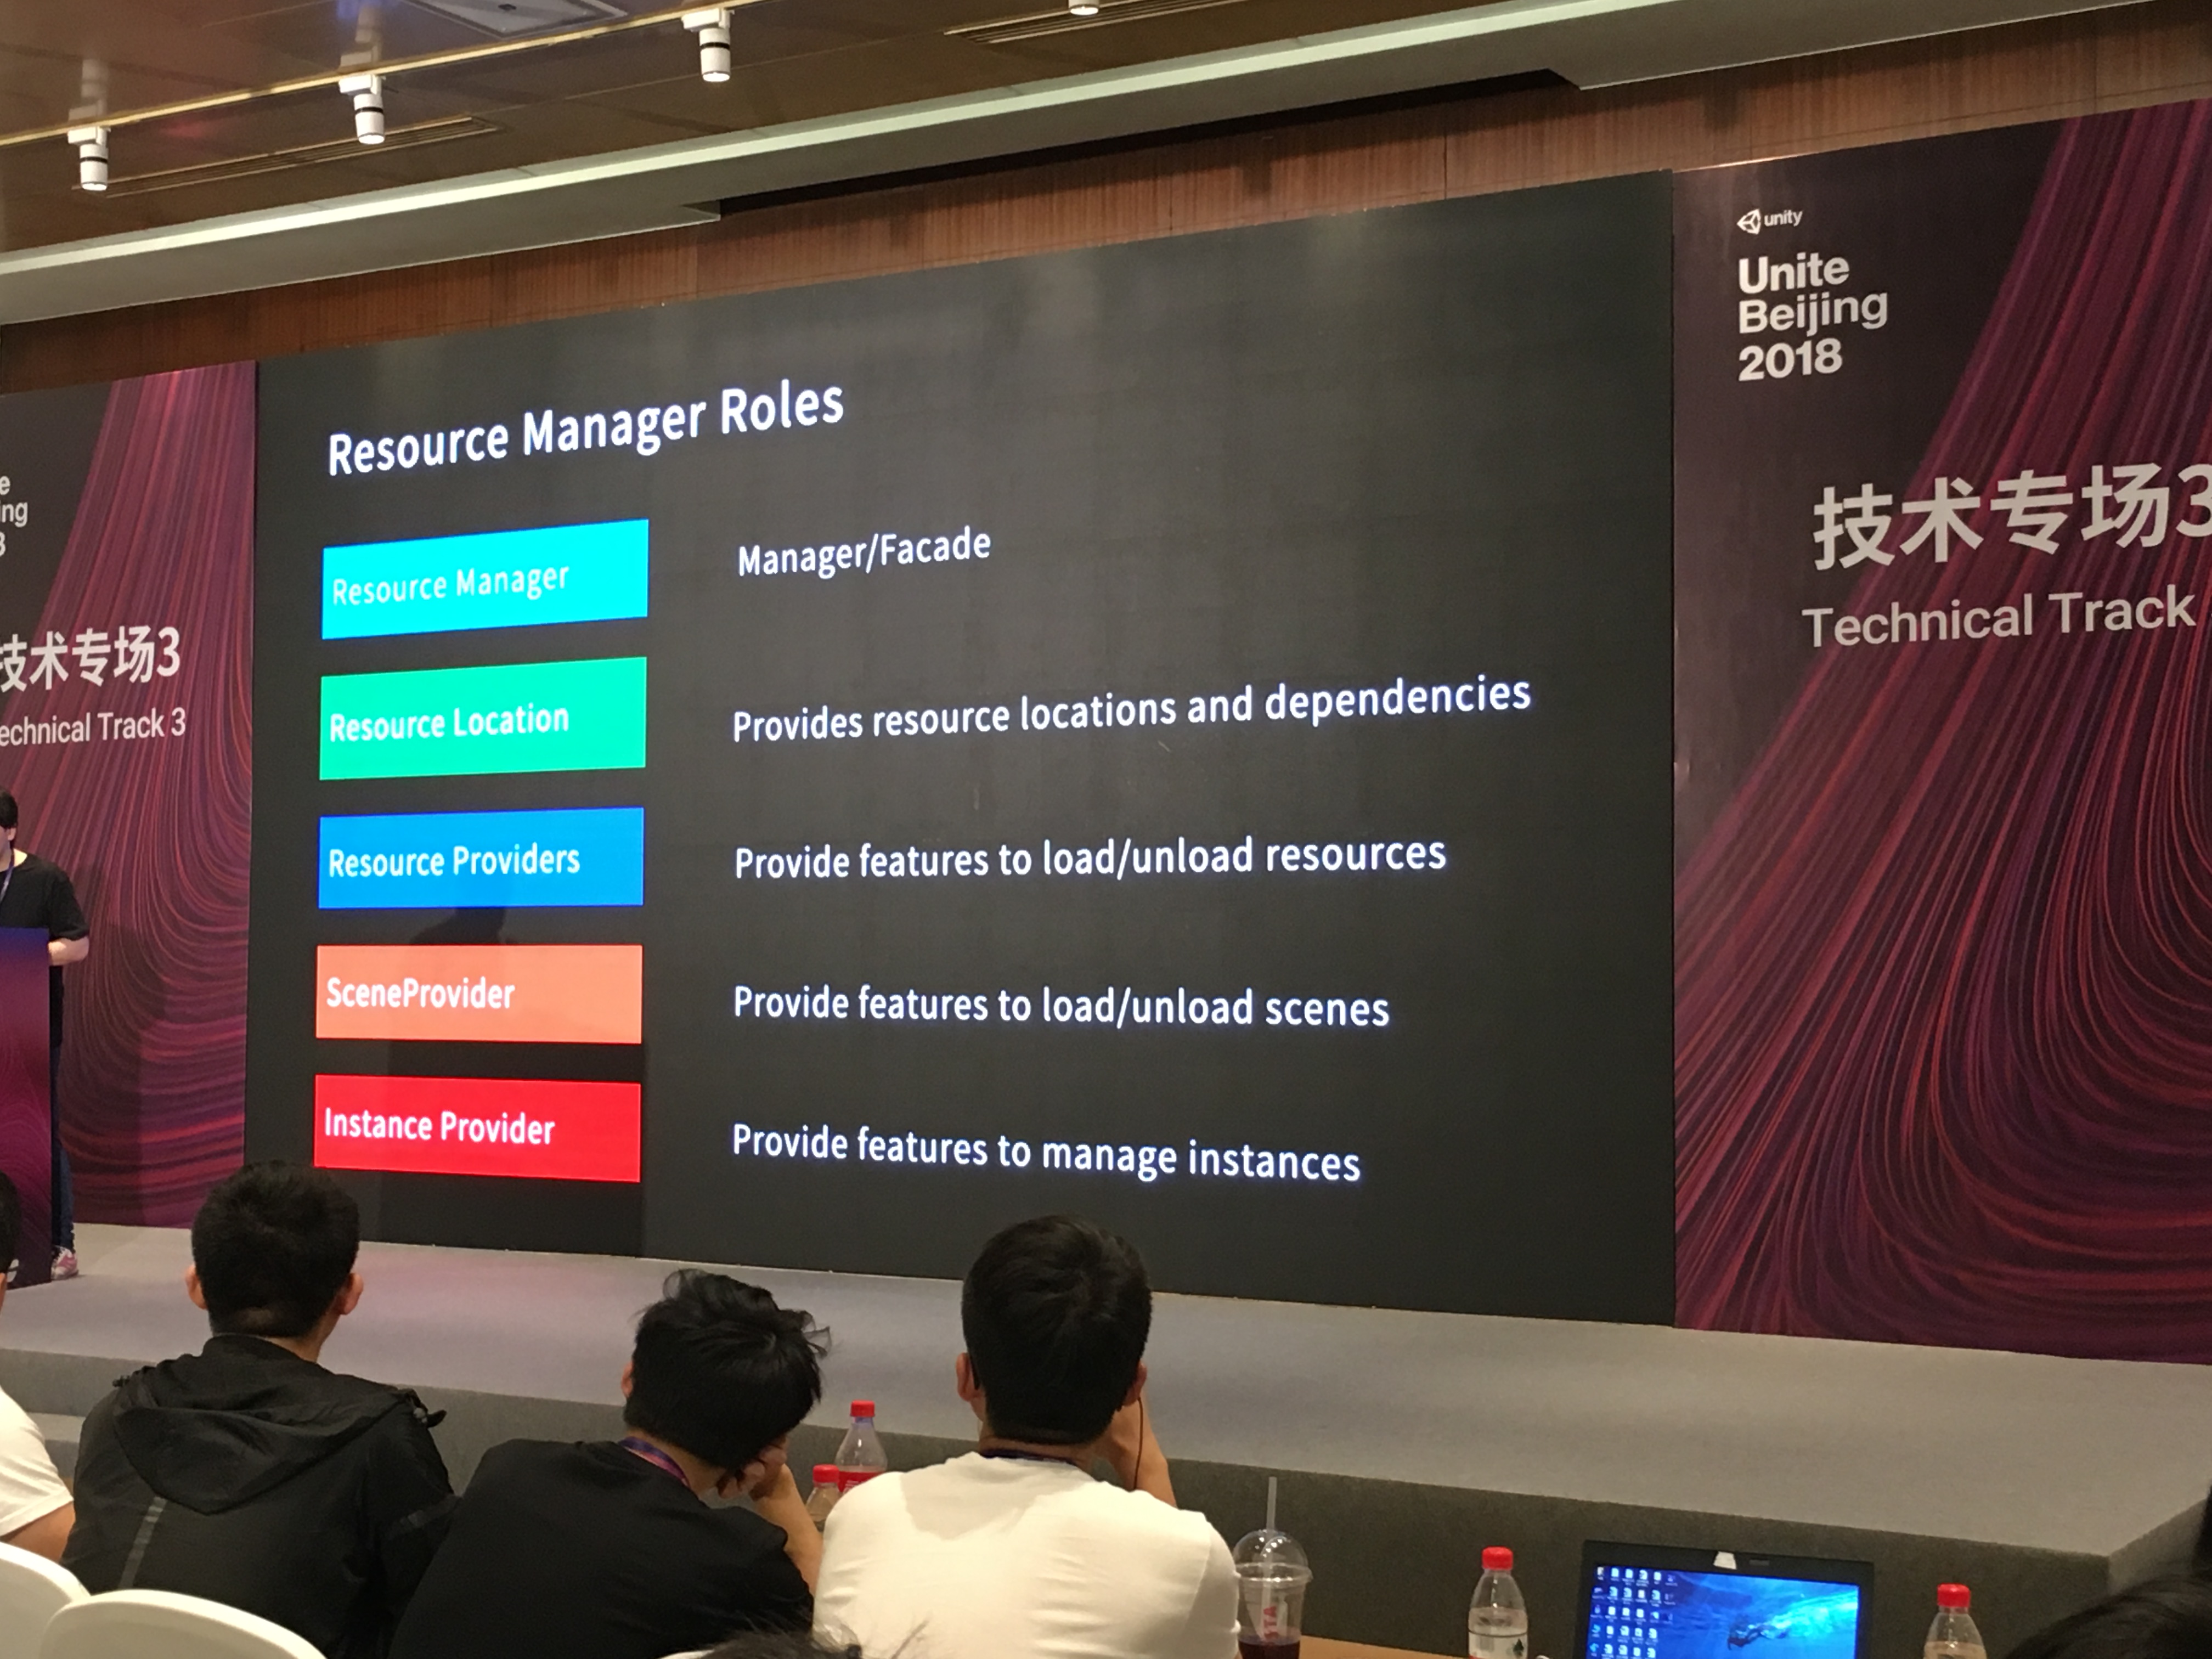 Resource Manager Roles
Resource Manager
Manager/Facade
Resource Location
Provides resource locations and dependencies
Resource Providers
Provide features to load/unload resources
SceneProvider
Provide features to load/unload scenes
Instance Provider
Provide features to manage instances
unity
Unite
Beijing
2018
技术专场3
Technical Track
e
ing
8
技术专场3
echnical Track 3